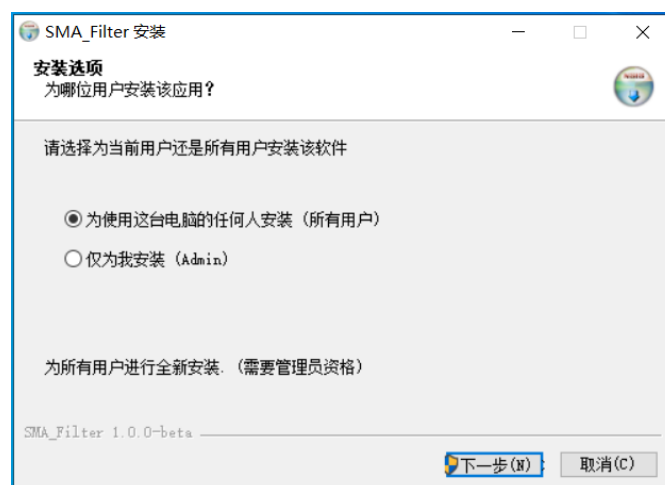 SMA_Filter 安装
安装选项
为哪位用户安装该应用?
请选择为当前用户还是所有用户安装该软件
为使用这台电脑的任何人安装 (所有用户)
仅为我安装 (Admin)
为所有用户进行全新安装. (需要管理员资格)
SMA_Filter 1.0.0-beta
下一步(N) 取消(C)